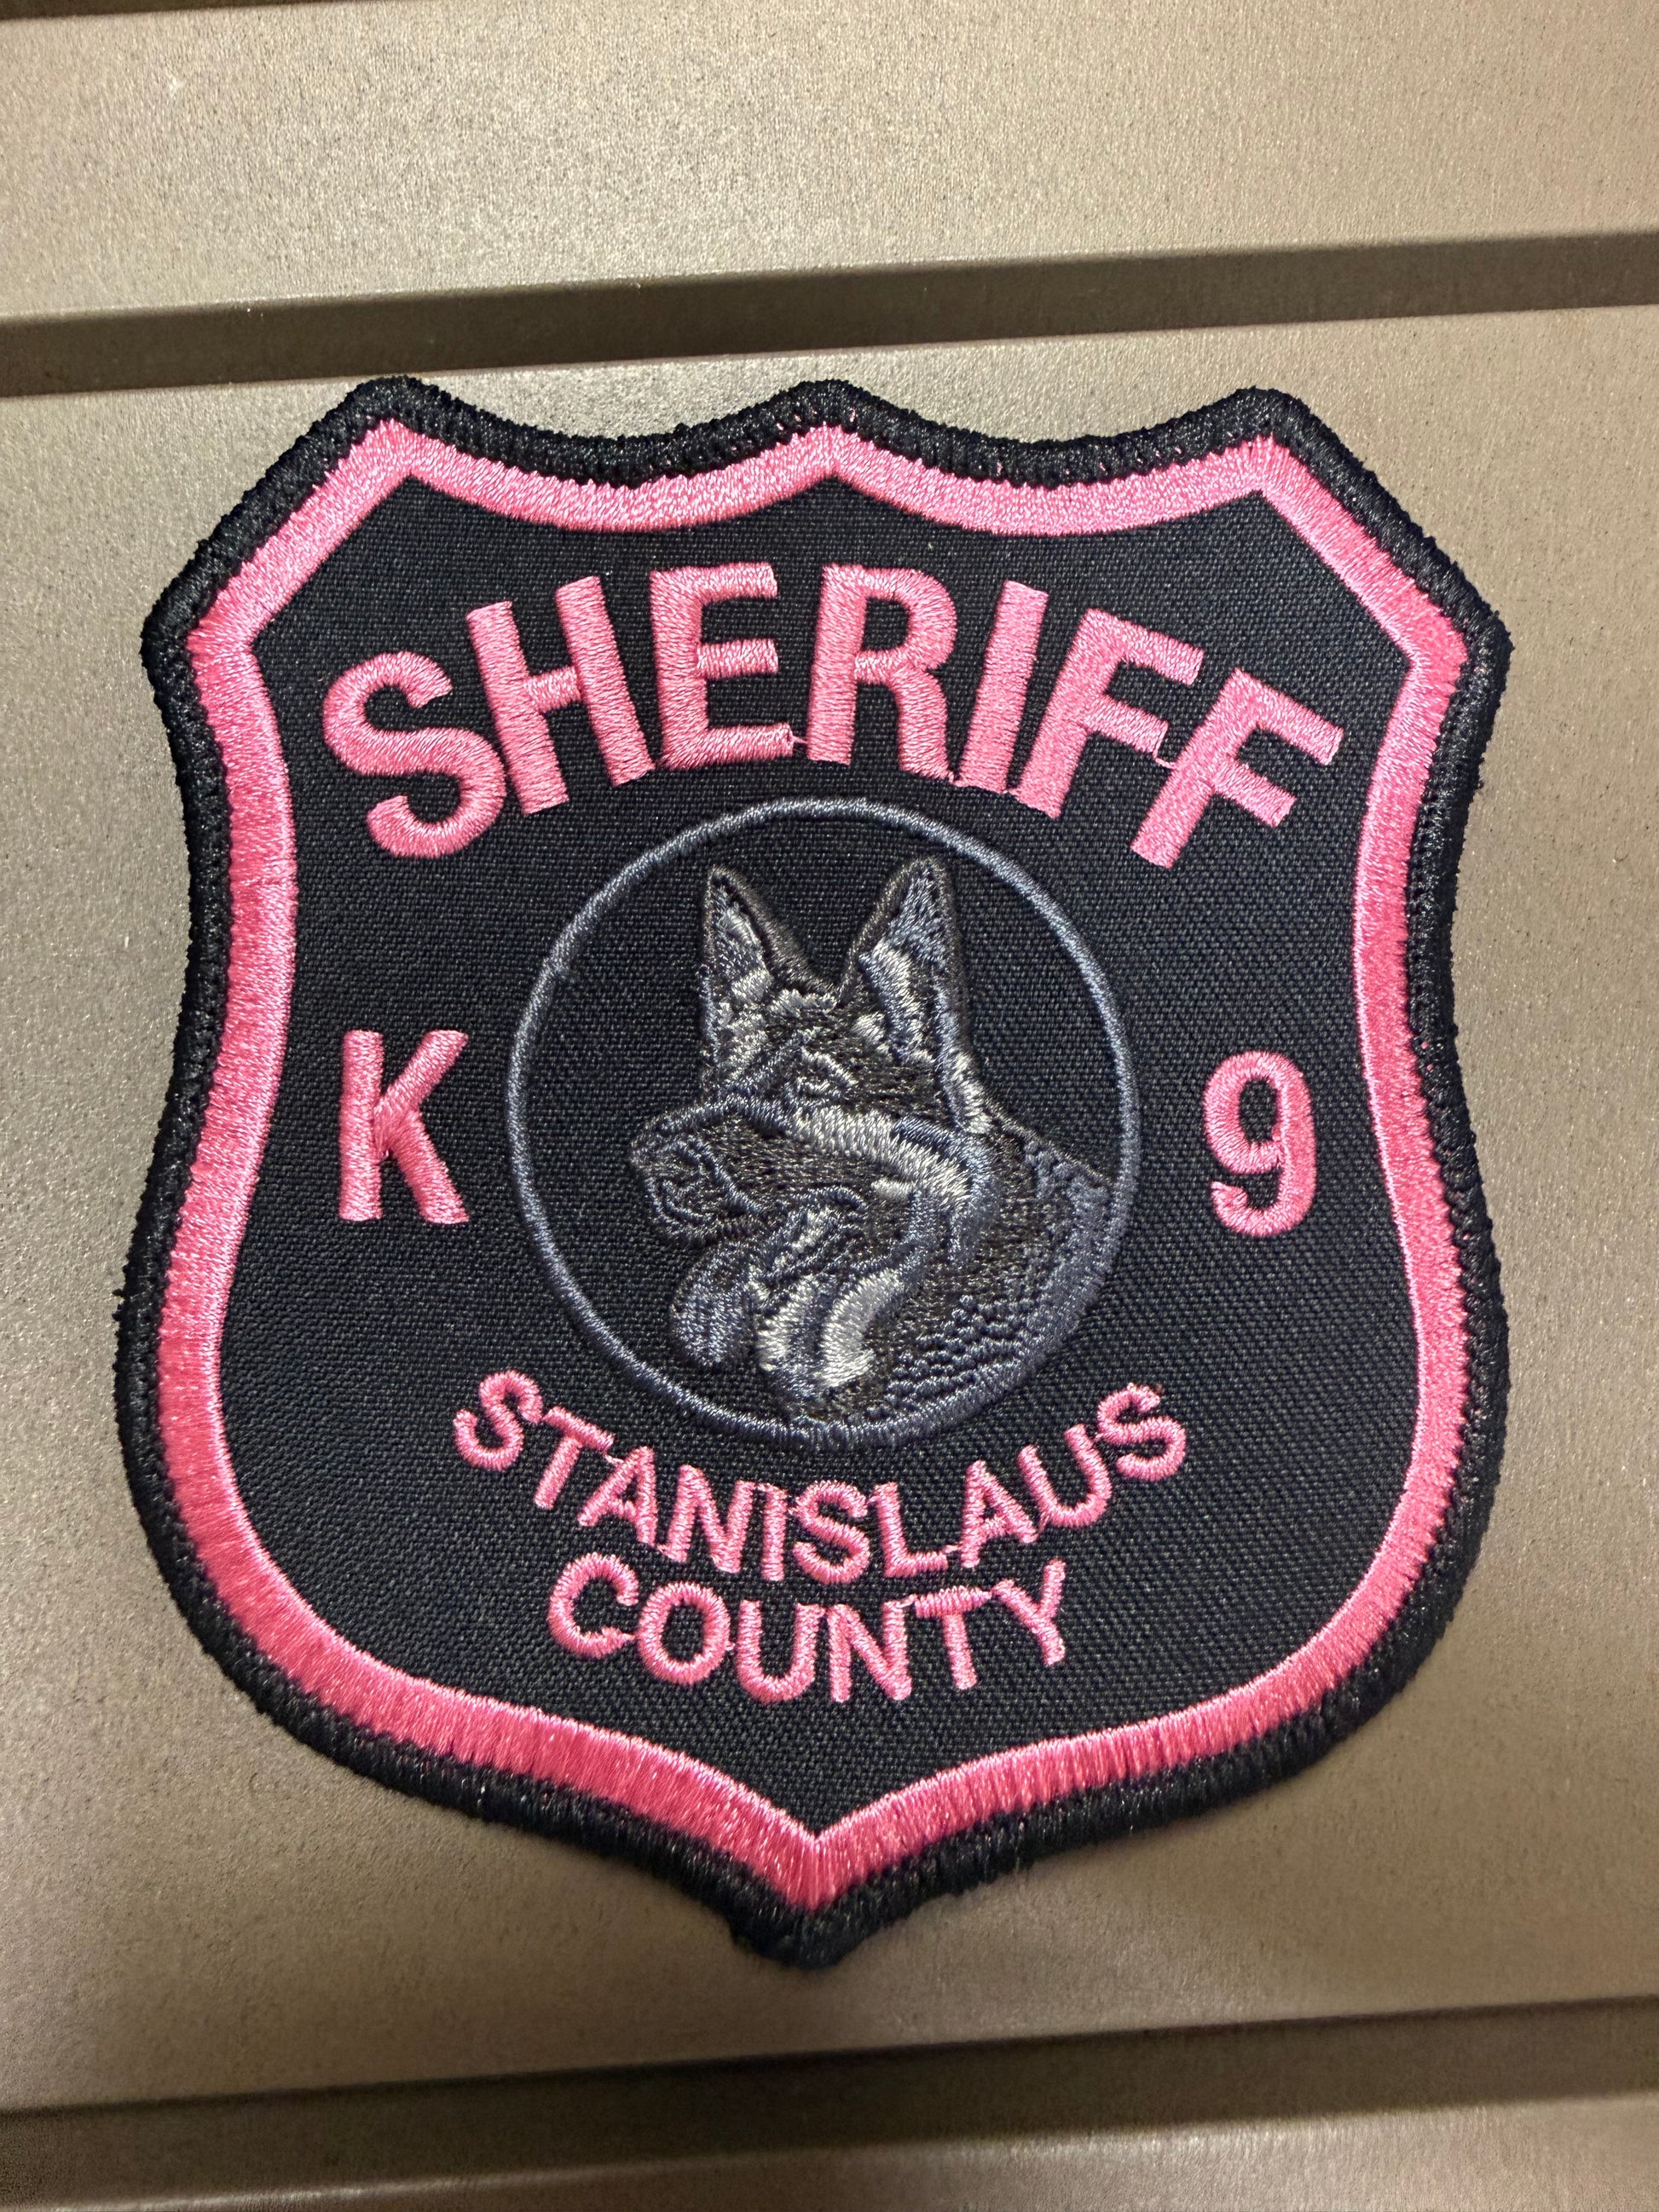 SHERIFF
K 9
STANISLAUS
COUNTY